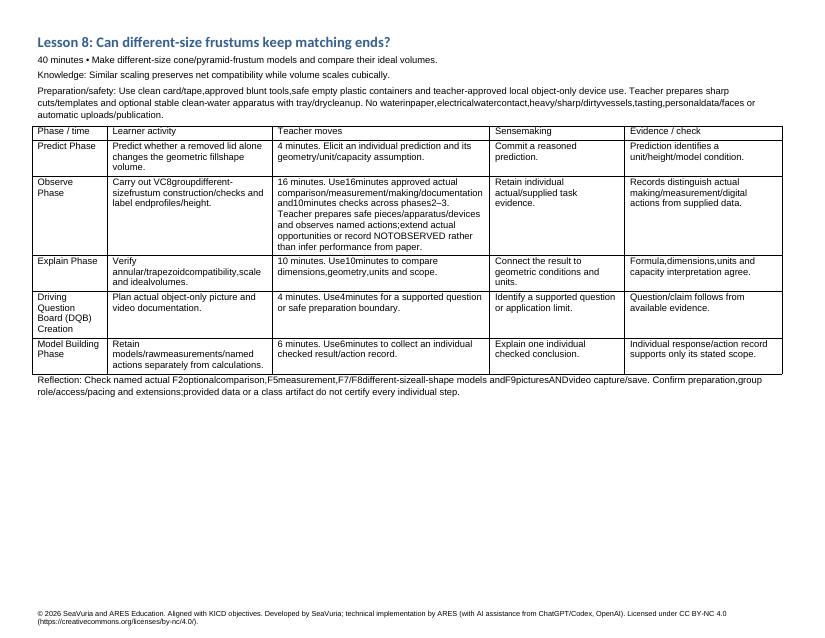 Lesson 8: Can different-size frustums keep matching ends?
40 minutes • Make different-size cone/pyramid-frustum models and compare their ideal volumes.
Knowledge: Similar scaling preserves net compatibility while volume scales cubically.
Preparation/safety: Use clean card/tape,approved blunt tools,safe empty plastic containers and teacher-approved local object-only device use. Teacher prepares sharp
cuts/templates and optional stable clean-water apparatus with tray/drycleanup. No waterinpaper,electricalwatercontact,heavy/sharp/dirtyvessels,tasting,personaldata/faces or
automatic uploads/publication.
Phase / time
Learner activity
Teacher moves
Sensemaking
Evidence / check
Predict Phase
Predict whether a removed lid alone
changes the geometric fillshape
volume.
4 minutes. Elicit an individual prediction and its
geometry/unit/capacity assumption.
Commit a reasoned
prediction.
Prediction identifies a
unit/height/model condition.
Observe
Phase
Carry out VC8groupdifferent-
sizefrustum construction/checks and
label endprofiles/height.
16 minutes. Use16minutes approved actual
comparison/measurement/making/documentation
and10minutes checks across phases2–3.
Teacher prepares safe pieces/apparatus/devices
and observes named actions;extend actual
opportunities or record NOTOBSERVED rather
than infer performance from paper.
Retain individual
actual/supplied task
evidence.
Records distinguish actual
making/measurement/digital
actions from supplied data.
Explain Phase
Verify
annular/trapezoidcompatibility,scale
and idealvolumes.
10 minutes. Use10minutes to compare
dimensions,geometry,units and scope.
Connect the result to
geometric conditions and
units.
Formula,dimensions,units and
capacity interpretation agree.
Driving
Question
Board (DQB)
Creation
Plan actual object-only picture and
video documentation.
4 minutes. Use4minutes for a supported question
or safe preparation boundary.
Identify a supported question
or application limit.
Question/claim follows from
available evidence.
Model Building
Phase
Retain
models/rawmeasurements/named
actions separately from calculations.
6 minutes. Use6minutes to collect an individual
checked result/action record.
Explain one individual
checked conclusion.
Individual response/action record
supports only its stated scope.
Reflection: Check named actual F2optionalcomparison,F5measurement,F7/F8different-sizeall-shape models andF9picturesANDvideo capture/save. Confirm preparation,group
role/access/pacing and extensions;provided data or a class artifact do not certify every individual step.
© 2026 SeaVuria and ARES Education. Aligned with KICD objectives. Developed by SeaVuria; technical implementation by ARES (with AI assistance from ChatGPT/Codex, OpenAI). Licensed under CC BY-NC 4.0
(https://creativecommons.org/licenses/by-nc/4.0/).